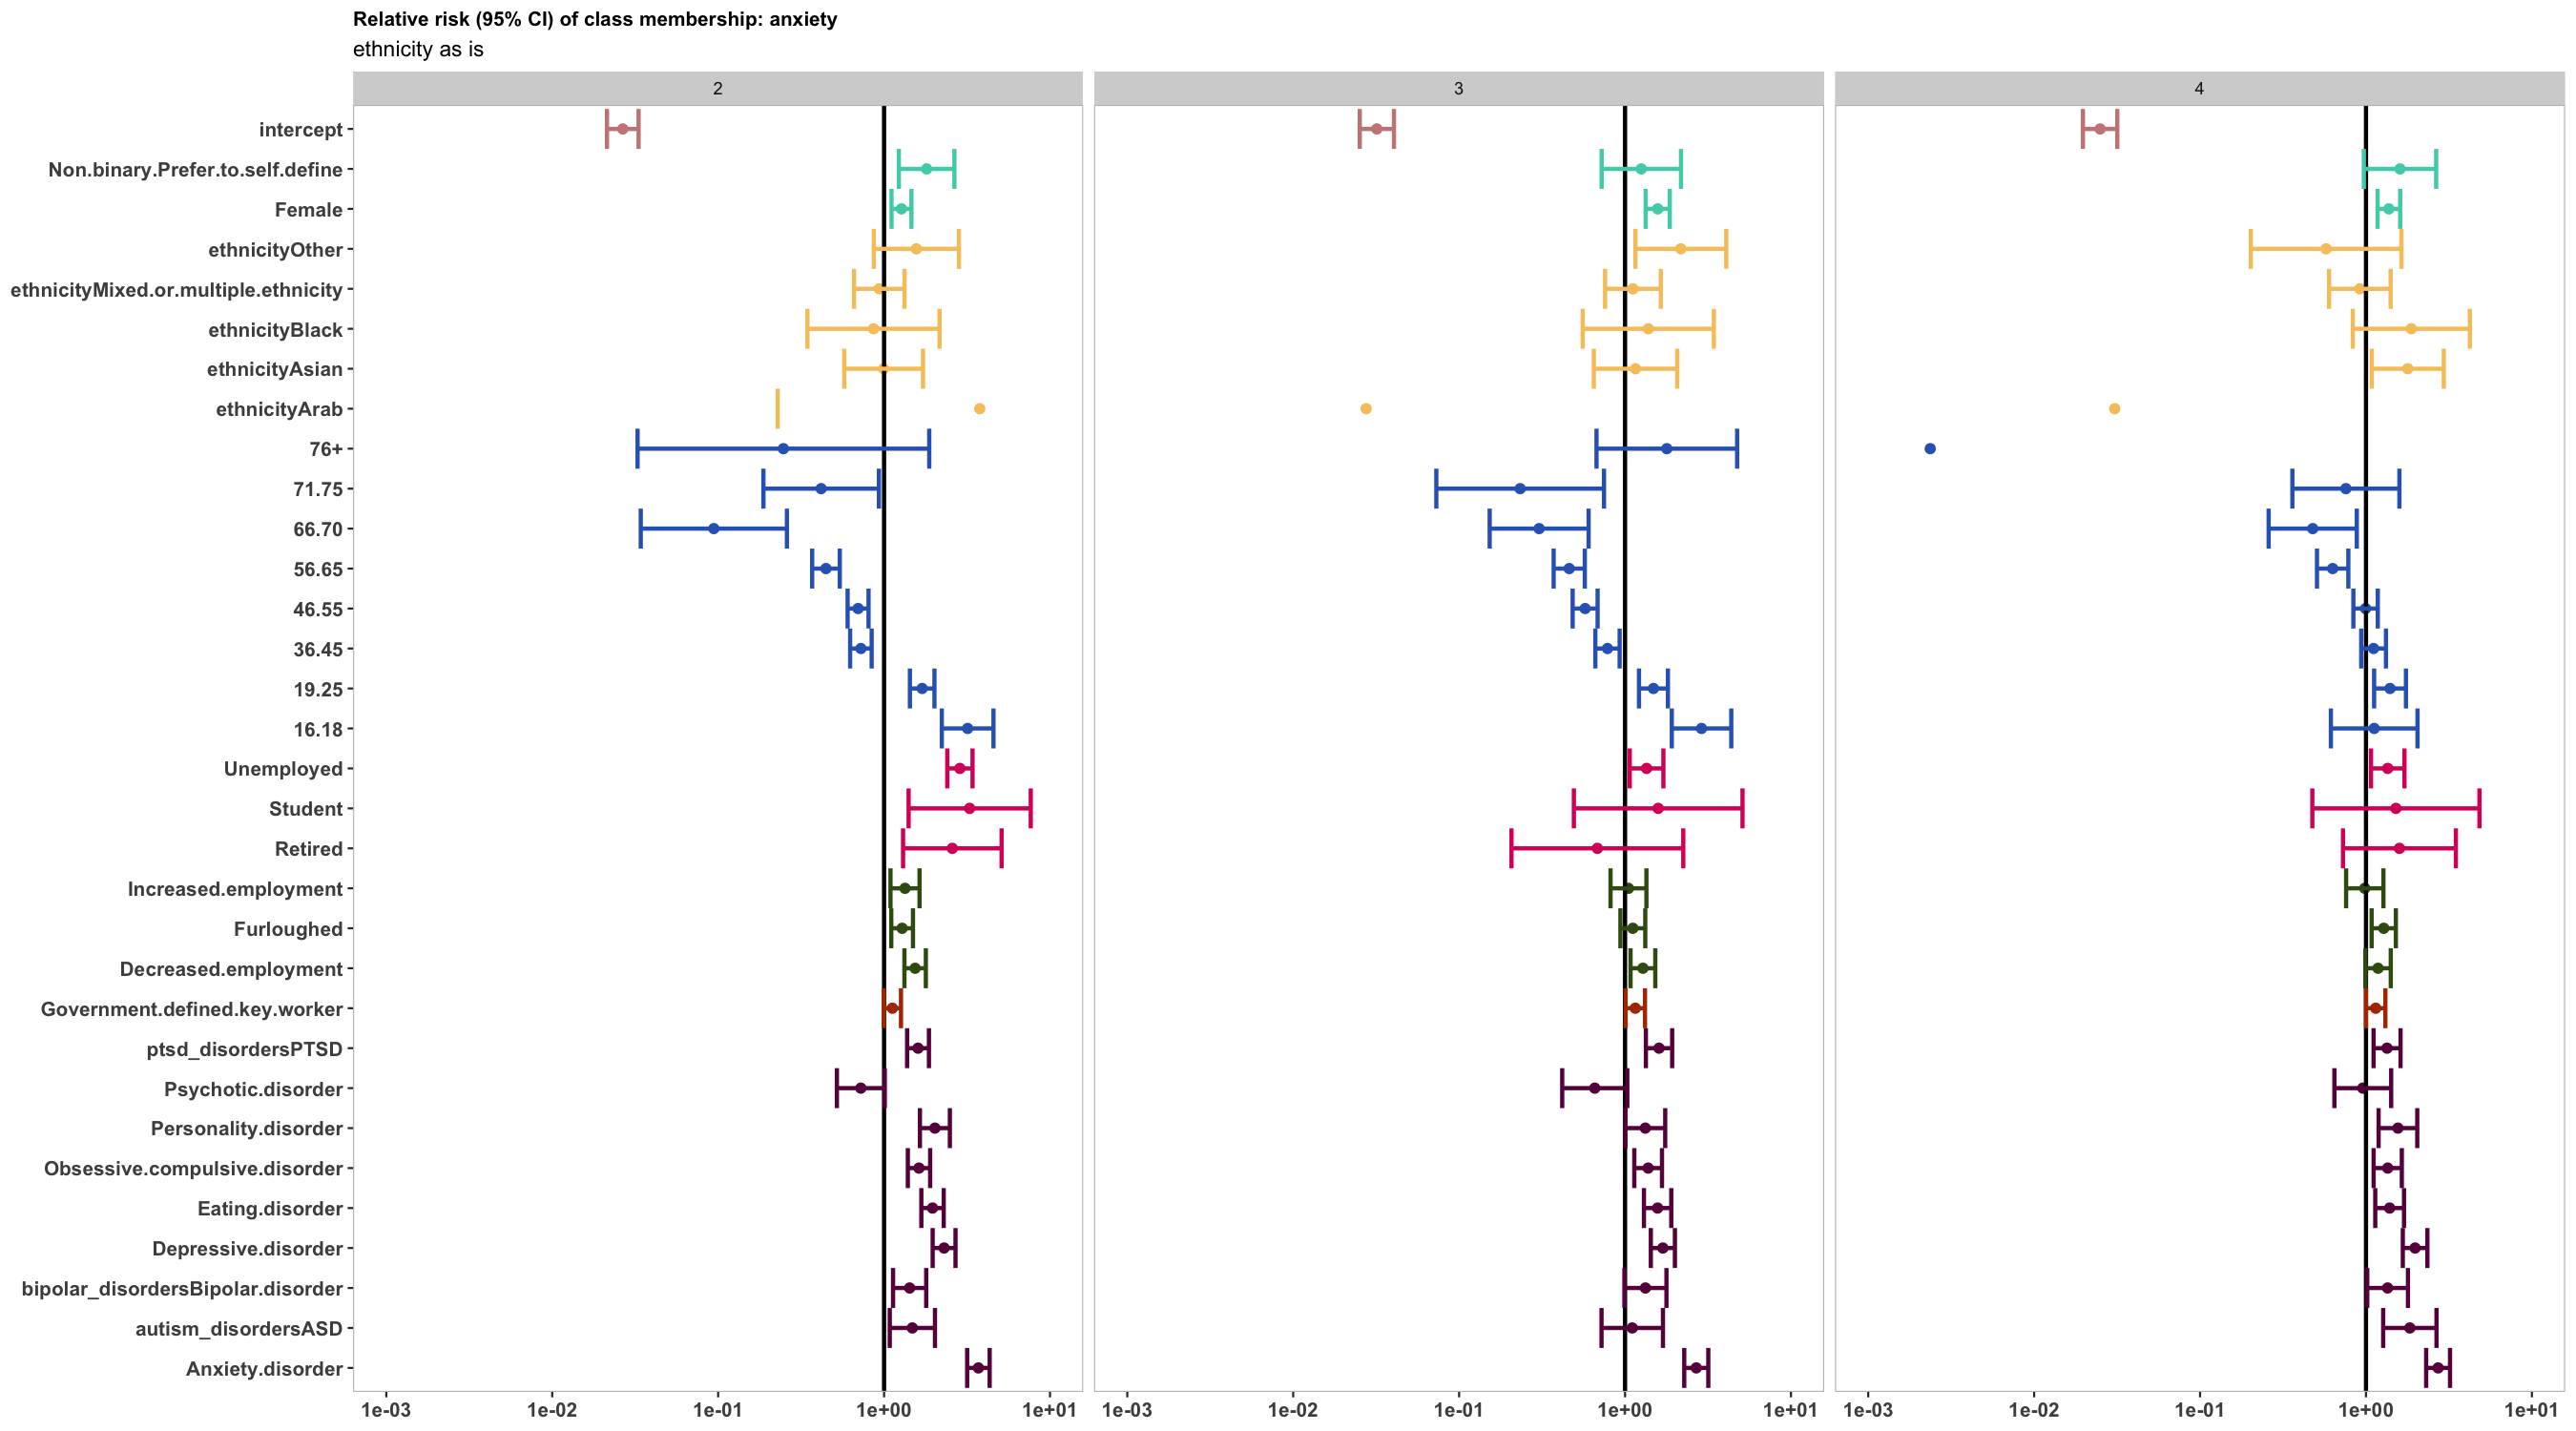 Relative risk (95% CI) of class membership: anxiety
ethnicity as is
2 3 4
intercept
Non.binary.Prefer.to.self.define
Female
ethnicityOther
ethnicityMixed.or.multiple.ethnicity
ethnicityBlack
ethnicityAsian
ethnicityArab
76+
71.75
66.70
56.65
46.55
36.45
19.25
16.18
Unemployed
Student
Retired
Increased.employment
Furloughed
Decreased.employment
Government.defined.key.worker
ptsd_disordersPTSD
Psychotic.disorder
Personality.disorder
Obsessive.compulsive.disorder
Eating.disorder
Depressive.disorder
bipolar_disordersBipolar.disorder
autism_disordersASD
Anxiety.disorder
1e-03 1e-02 1e-01 1e+00 1e+01 1e-03 1e-02 1e-01 1e+00 1e+01 1e-03 1e-02 1e-01 1e+00 1e+01